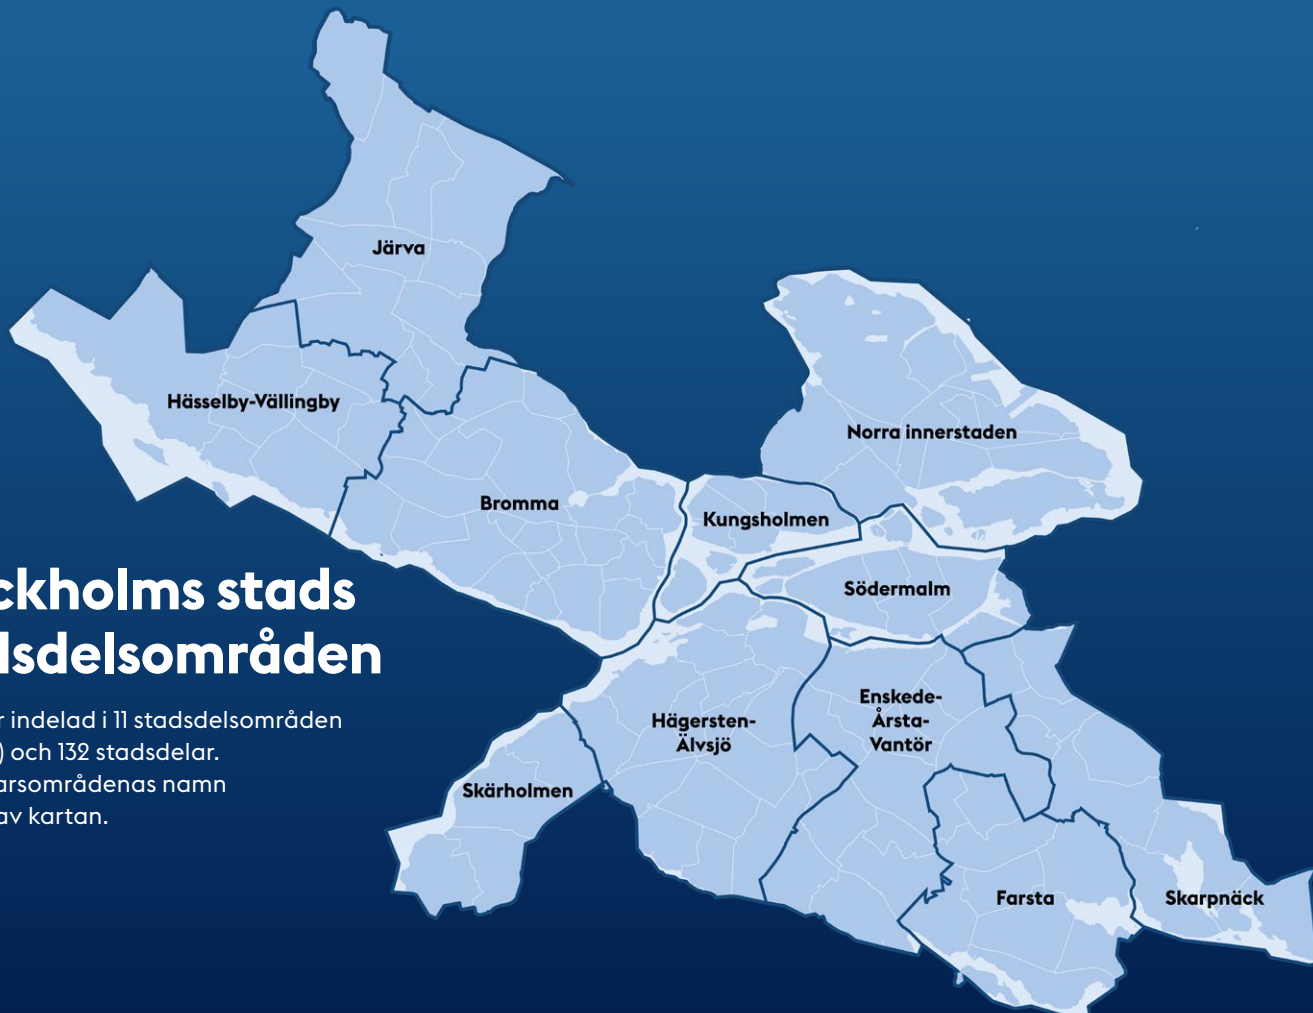 Järva
Hässelby-Vällingby
Norra innerstaden
Bromma
Kungsholmen
Södermalm
ckholms stads
dsdelsområden
r indelad i 11 stadsdelsområden
) och 132 stadsdelar.
arsområdenas namn
av kartan.
Enskede-
Årsta-
Vantör
Hägersten-
Älvsjö
Skärholmen
Farsta
Skarpnäck